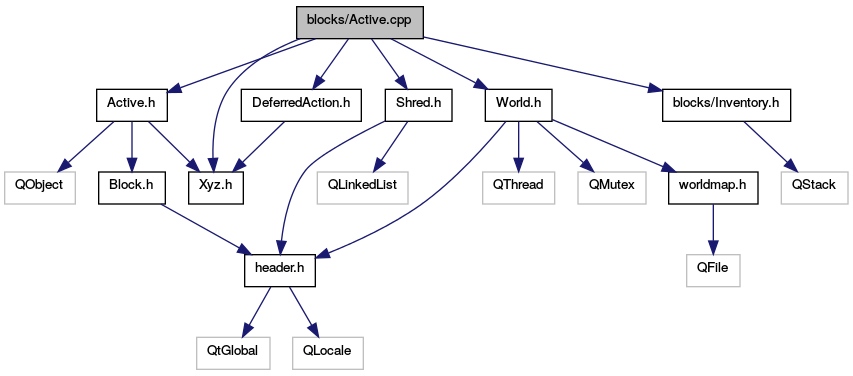 blocks/Active.cpp
Active.h
DeferredAction.h
Shred.h
World.h
blocks/Inventory.h
QObject
Block.h
Xyz.h
QLinkedList
QThread
QMutex
worldmap.h
QStack
header.h
QFile
QtGlobal
QLocale